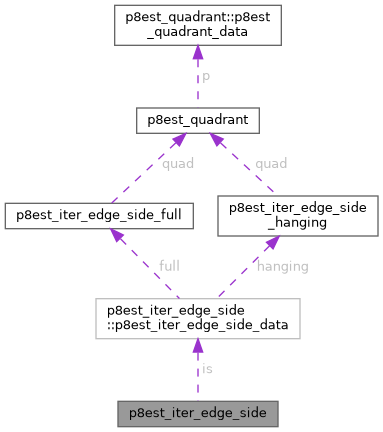 p8est_quadrant::p8est
_quadrant_data
p
p8est_quadrant
quad
quad
p8est_iter_edge_side_full
p8est_iter_edge_side
_hanging
full
hanging
p8est_iter_edge_side
::p8est_iter_edge_side_data
is
p8est_iter_edge_side